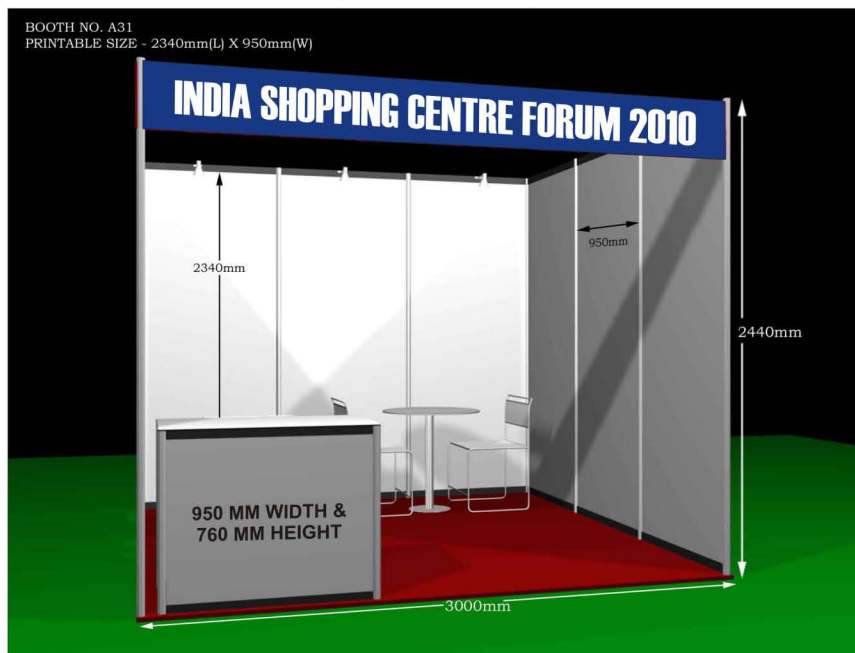 BOOTH NO. A31
PRINTABLE SIZE - 2340mm(L) X 950mm(W)
INDIA SHOPPING CENTRE FORUM 2010
2340mm
950mm
2440mm
950 MM WIDTH &
760 MM HEIGHT
3000mm